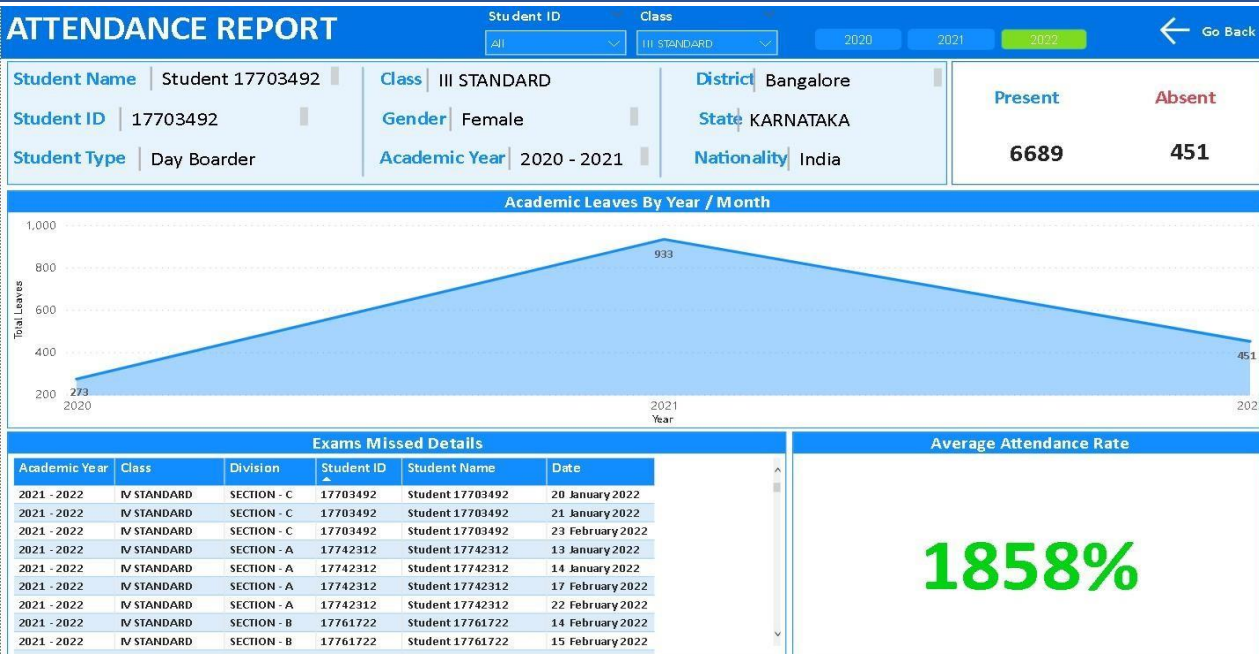 ATTENDANCE REPORT
Student ID
All
Class
III STANDARD
2020
2021
2022
Go Back
Student Name Student 17703492
Class III STANDARD
District Bangalore
Student ID 17703492
Gender Female
State KARNATAKA
Student Type Day Boarder
Academic Year 2020 - 2021
Nationality India
Present
Absent
6689
451
Academic Leaves By Year / Month
1,000
800
600
400
200
Total Leaves
273
933
451
2020
2021
202
Year
Exams Missed Details
Academic Year Class Division Student ID Student Name Date
2021 - 2022 IV STANDARD SECTION - C 17703492 Student 17703492 20 January 2022
2021 - 2022 IV STANDARD SECTION - C 17703492 Student 17703492 21 January 2022
2021 - 2022 IV STANDARD SECTION - C 17703492 Student 17703492 23 February 2022
2021 - 2022 IV STANDARD SECTION - A 17742312 Student 17742312 13 January 2022
2021 - 2022 IV STANDARD SECTION - A 17742312 Student 17742312 14 January 2022
2021 - 2022 IV STANDARD SECTION - A 17742312 Student 17742312 17 February 2022
2021 - 2022 IV STANDARD SECTION - A 17742312 Student 17742312 22 February 2022
2021 - 2022 IV STANDARD SECTION - B 17761722 Student 17761722 14 February 2022
2021 - 2022 IV STANDARD SECTION - B 17761722 Student 17761722 15 February 2022
Average Attendance Rate
1858%